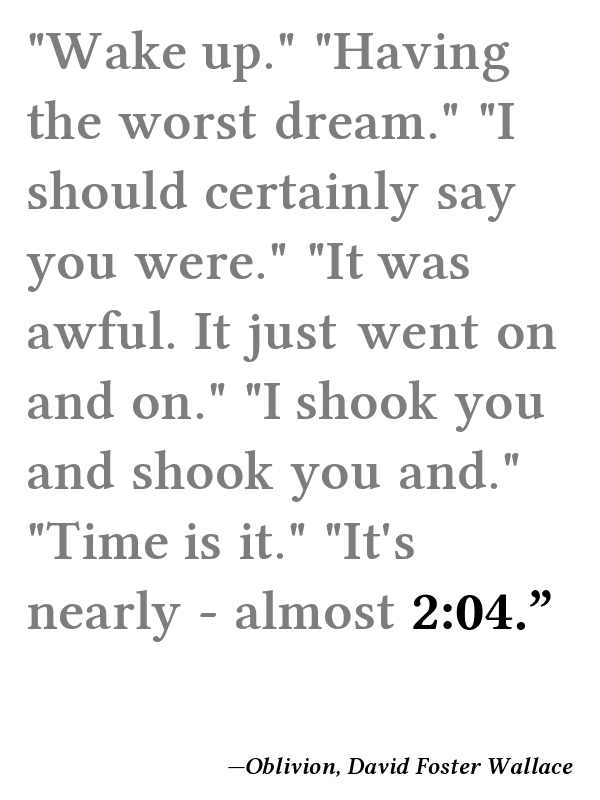 "Wake up." "Having
the worst dream." "I
should certainly say
you were." "It was
awful. It just went on
and on." "I shook you
and shook you and."
"Time is it." "It's
nearly - almost 2:04.”
—Oblivion, David Foster Wallace